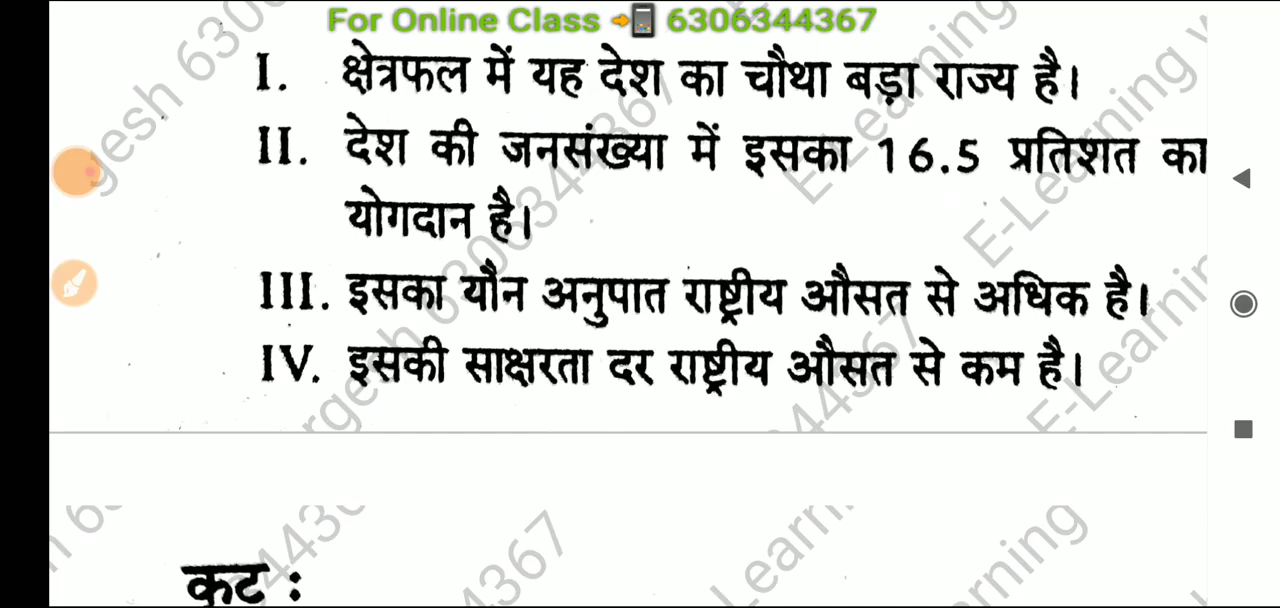 For Online Class 6306344367
I. क्षेत्रफल में यह देश का चौथा बड़ा राज्य है।
II. देश की जनसंख्या में इसका 16.5 प्रतिशत का
योगदान है।
III. इसका यौन अनुपात राष्ट्रीय औसत से अधिक है।
IV. इसकी साक्षरता दर राष्ट्रीय औसत से कम है।
कूट :